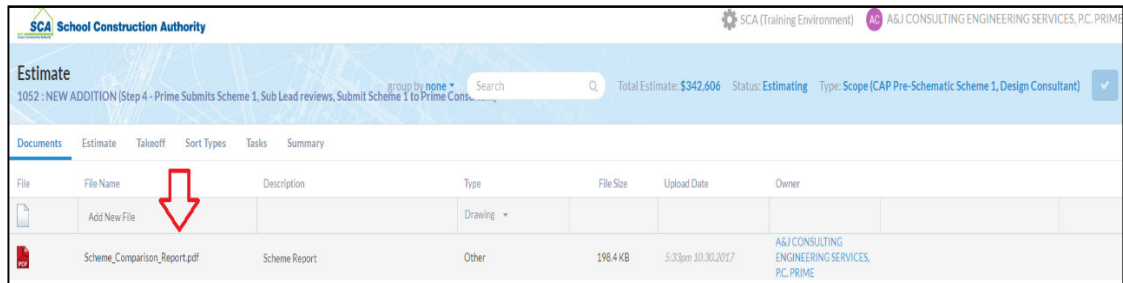 SCA School Construction Authority
SCA (Training Environment) AC A&J CONSULTING ENGINEERING SERVICES, P.C. PRIME
Estimate
group by none Search Total Estimate: $342,606 Status: Estimating Type: Scope (CAP Pre-Schematic Scheme 1, Design Consultant)
1052 : NEW ADDITION (Step 4 - Prime Submits Scheme 1, Sub Lead reviews, Submit Scheme 1 to Prime
Documents Estimate Takeoff Sort Types Tasks Summary
File File Name Description Type File Size Upload Date Owner
Add New File Drawing
PDF Scheme_Comparison_Report.pdf Scheme Report Other 198.4 KB 5:33pm 10.30.2017 A&J CONSULTING
ENGINEERING SERVICES,
P.C. PRIME